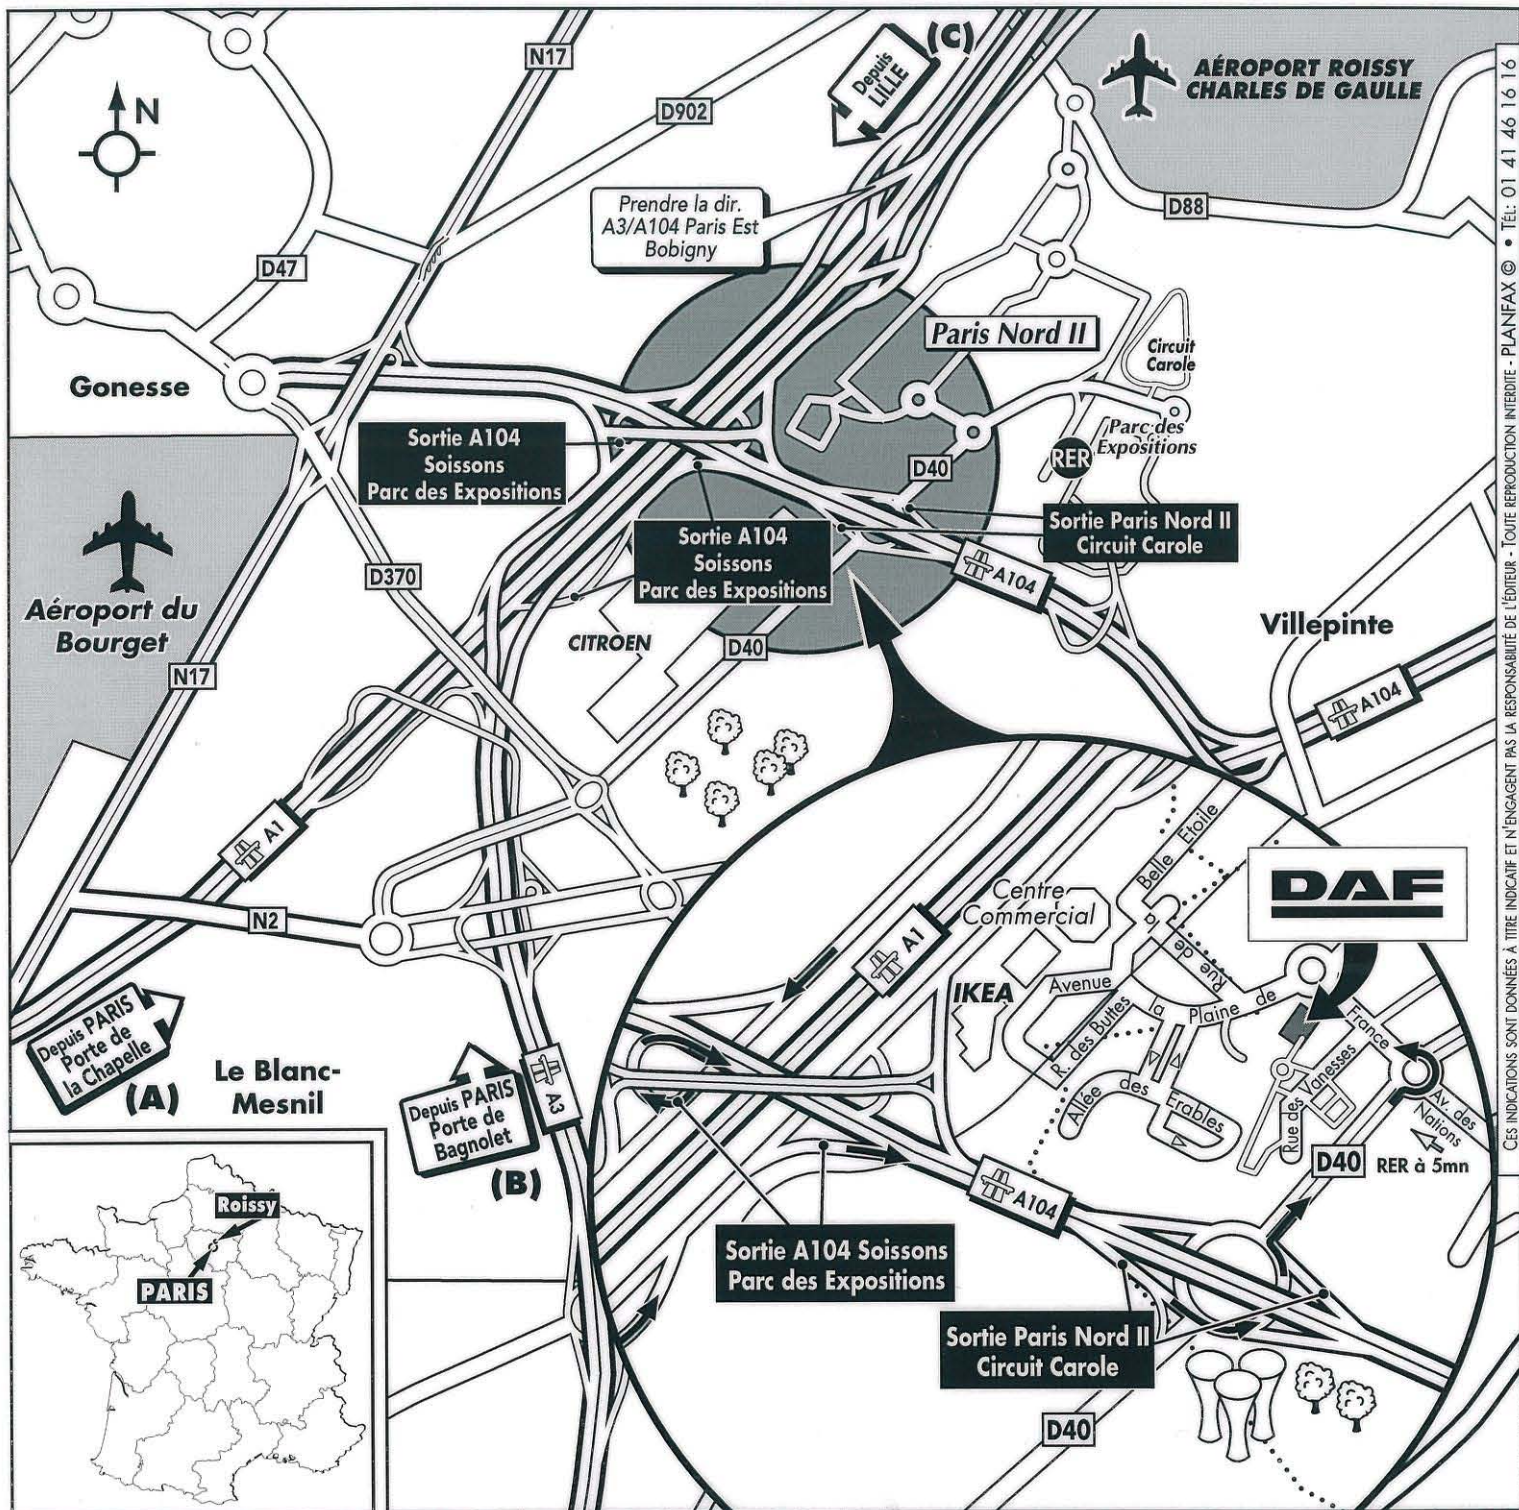 N17
(C)
Depuis
LILLE
AÉROPORT ROISSY
CHARLES DE GAULLE
N
D902
Prendre la dir.
A3/A104 Paris Est
Bobigny
D88
D47
Paris Nord II
Circuit
Carole
Gonesse
Sortie A104
Soissons
Parc des Expositions
Parc des
Expositions
RER
D40
Sortie A104
Soissons
Parc des Expositions
Sortie Paris Nord II
Circuit Carole
A104
D370
Aéroport du
Bourget
CITROEN
D40
Villepinte
N17
A104
A1
N2
Depuis PARIS
Porte de
la Chapelle
(A)
Le Blanc-
Mesnil
Depuis PARIS
Porte de
Bagnolet
(B)
A3
Roissy
PARIS
Centre
Commercial
Belle Etoile
Rue de la
DAF
A1
IKEA
Avenue
la
Plaine de
France
R. des Buttes
Allée
des
Erables
Rue des
Vanesses
Av. des
Nations
D40
RER à 5mn
A104
Sortie A104 Soissons
Parc des Expositions
Sortie Paris Nord II
Circuit Carole
D40
CES INDICATIONS SONT DONNÉES À TITRE INDICATIF ET N'ENGAGENT PAS LA RESPONSABILITÉ DE L'ÉDITEUR - TOUTE REPRODUCTION INTERDITE - PLANFAX © • TÉL: 01 41 46 16 16